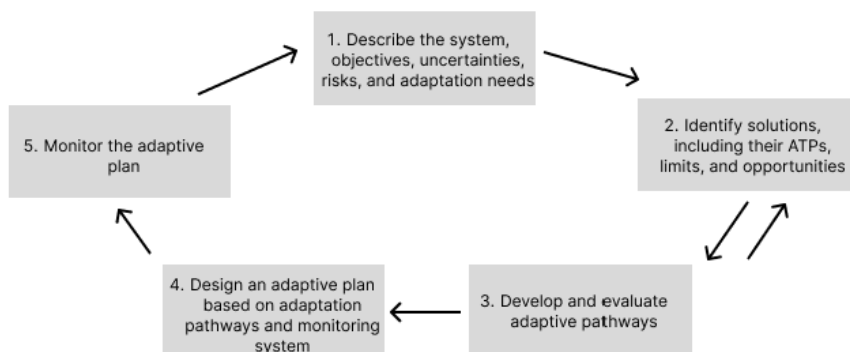 1. Describe the system,
objectives, uncertainties,
risks, and adaptation needs
2. Identify solutions,
including their ATPs,
limits, and opportunities
3. Develop and evaluate
adaptive pathways
4. Design an adaptive plan
based on adaptation
pathways and monitoring
system
5. Monitor the adaptive
plan